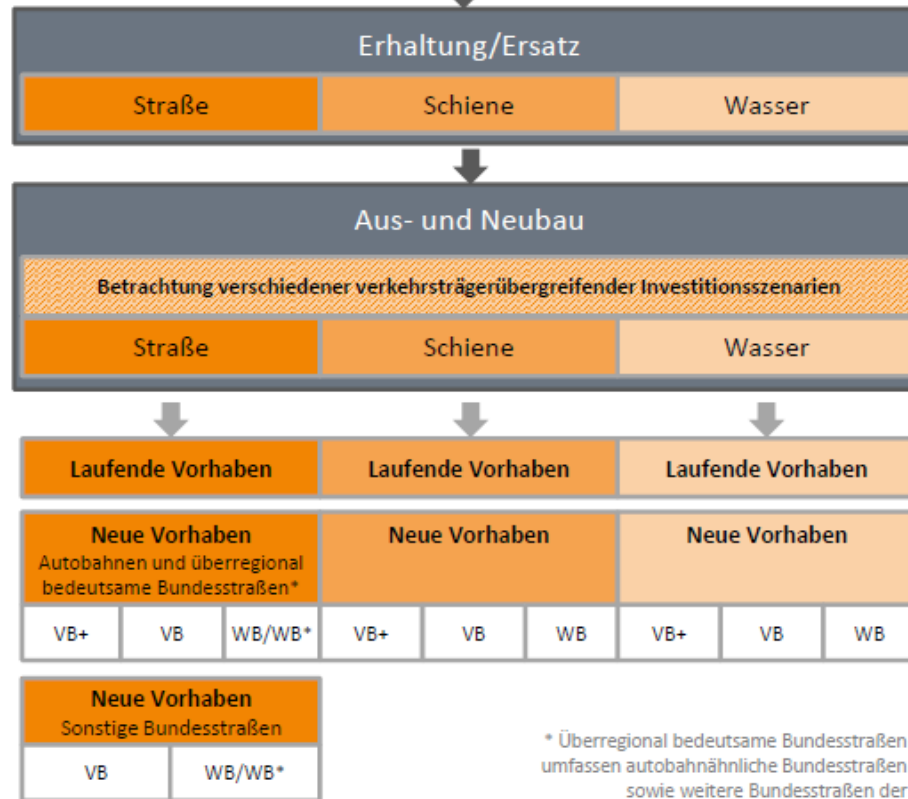 Erhaltung/Ersatz
Straße Schiene Wasser
Aus- und Neubau
Betrachtung verschiedener verkehrsträgerübergreifender Investitionsszenarien
Straße Schiene Wasser
Laufende Vorhaben Laufende Vorhaben Laufende Vorhaben
Neue Vorhaben Neue Vorhaben Neue Vorhaben
Autobahnen und überregional
bedeutsame Bundesstraßen*
VB+ VB WB/WB* VB+ VB WB VB+ VB WB
Neue Vorhaben
Sonstige Bundesstraßen
VB WB/WB*
* Überregional bedeutsame Bundesstraßen
umfassen autobahnähnliche Bundesstraßen
sowie weitere Bundesstraßen der